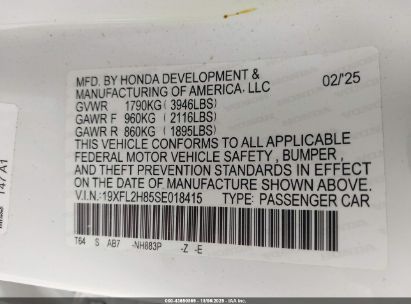 MFD. BY HONDA DEVELOPMENT &
MANUFACTURING OF AMERICA, LLC 02/'25
GVWR 1790KG ( 3946LBS)
GAWR F 960KG ( 2116LBS)
GAWR R 860KG ( 1895LBS)
THIS VEHICLE CONFORMS TO ALL APPLICABLE
FEDERAL MOTOR VEHICLE SAFETY , BUMPER ,
AND THEFT PREVENTION STANDARDS IN EFFECT
ON THE DATE OF MANUFACTURE SHOWN ABOVE.
V.I.N.: 19XFL2H85SE018415 TYPE: PASSENGER CAR
T64 S AB7 -NH883P -Z -E
147 A1